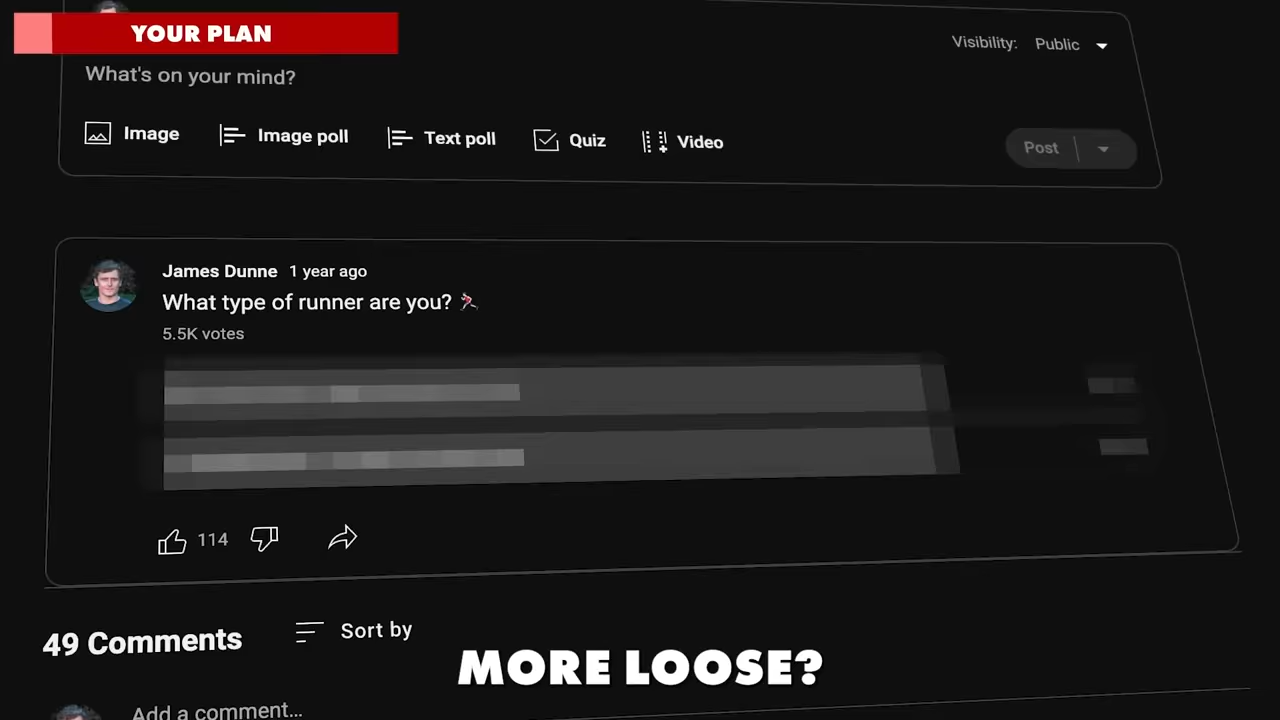 YOUR PLAN
Visibility: Public
What's on your mind?
Image
Image poll
Text poll
Quiz
Video
Post
James Dunne 1 year ago
What type of runner are you?
5.5K votes
114
49 Comments
Sort by
MORE LOOSE?
Add a comment...